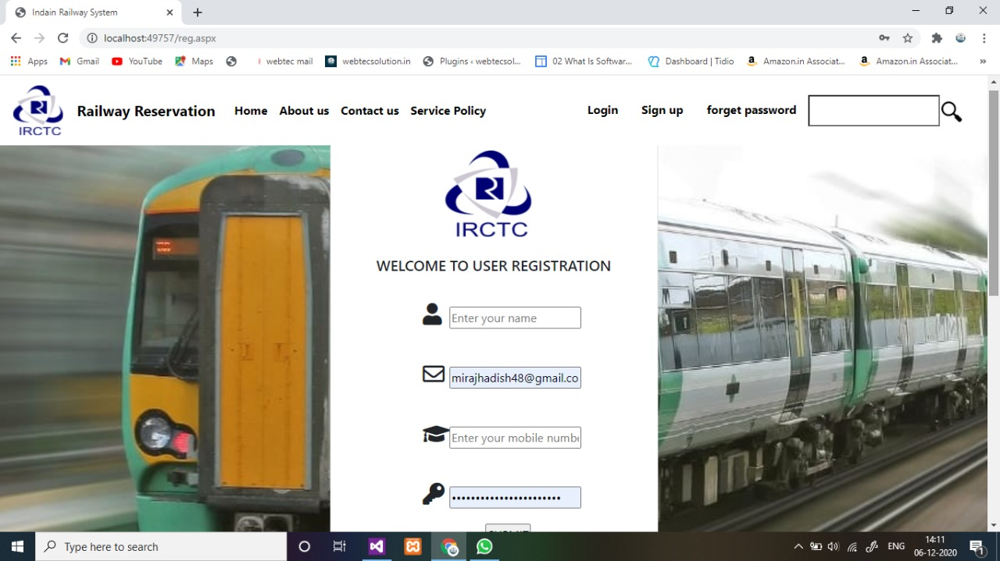 Indain Railway System
localhost:49757/reg.aspx
Apps Gmail YouTube Maps webtec mail webtecsolution.in Plugins ‹ webtecsol... 02 What Is Softwar... Dashboard | Tidio Amazon.in Associat... Amazon.in Associat... »
IRCTC
Railway Reservation Home About us Contact us Service Policy Login Sign up forget password
IRCTC
WELCOME TO USER REGISTRATION
Enter your name
mirajhadish48@gmail.co
Enter your mobile numbe
•••••••••••••••••••••••
SUBMIT
Type here to search
ENG
14:11
06-12-2020
1